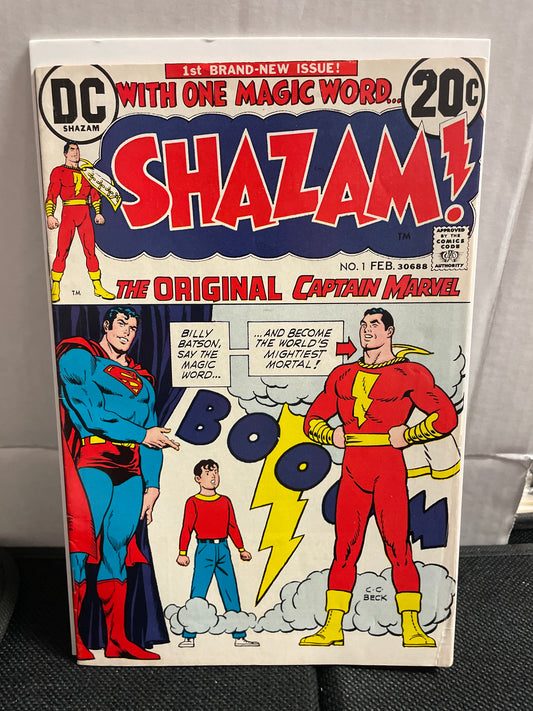 1st BRAND-NEW ISSUE!
DC
SHAZAM
WITH ONE MAGIC WORD...
20¢
SHAZAM!
TM
APPROVED
BY THE
COMICS
CODE
AUTHORITY
NO. 1 FEB. 30688
TM
THE ORIGINAL CAPTAIN MARVEL
BILLY
BATSON,
SAY THE
MAGIC
WORD...
...AND BECOME
THE WORLD'S
MIGHTIEST
MORTAL!
S
BOOOM
C.C.
BECK